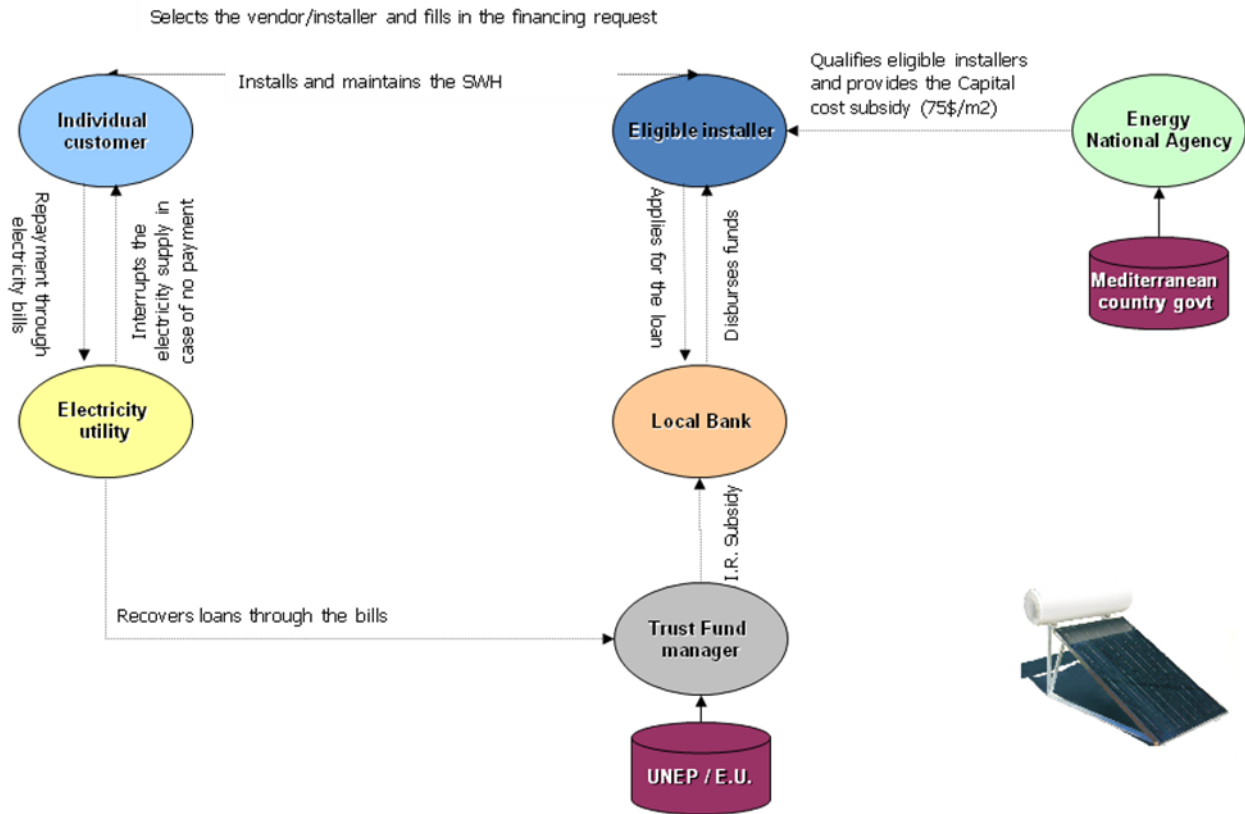 Selects the vendor/installer and fills in the financing request
Installs and maintains the SWH
Qualifies eligible installers
and provides the Capital
cost subsidy (75$/m2)
Individual
customer
Eligible installer
Energy
National Agency
Repayment through
electricity bills
Interrupts the
electricity supply in
case of no payment
Applies for the loan
Disburses funds
Mediterranean
country govt
Electricity
utility
Local Bank
I.R. Subsidy
Recovers loans through the bills
Trust Fund
manager
UNEP / E.U.